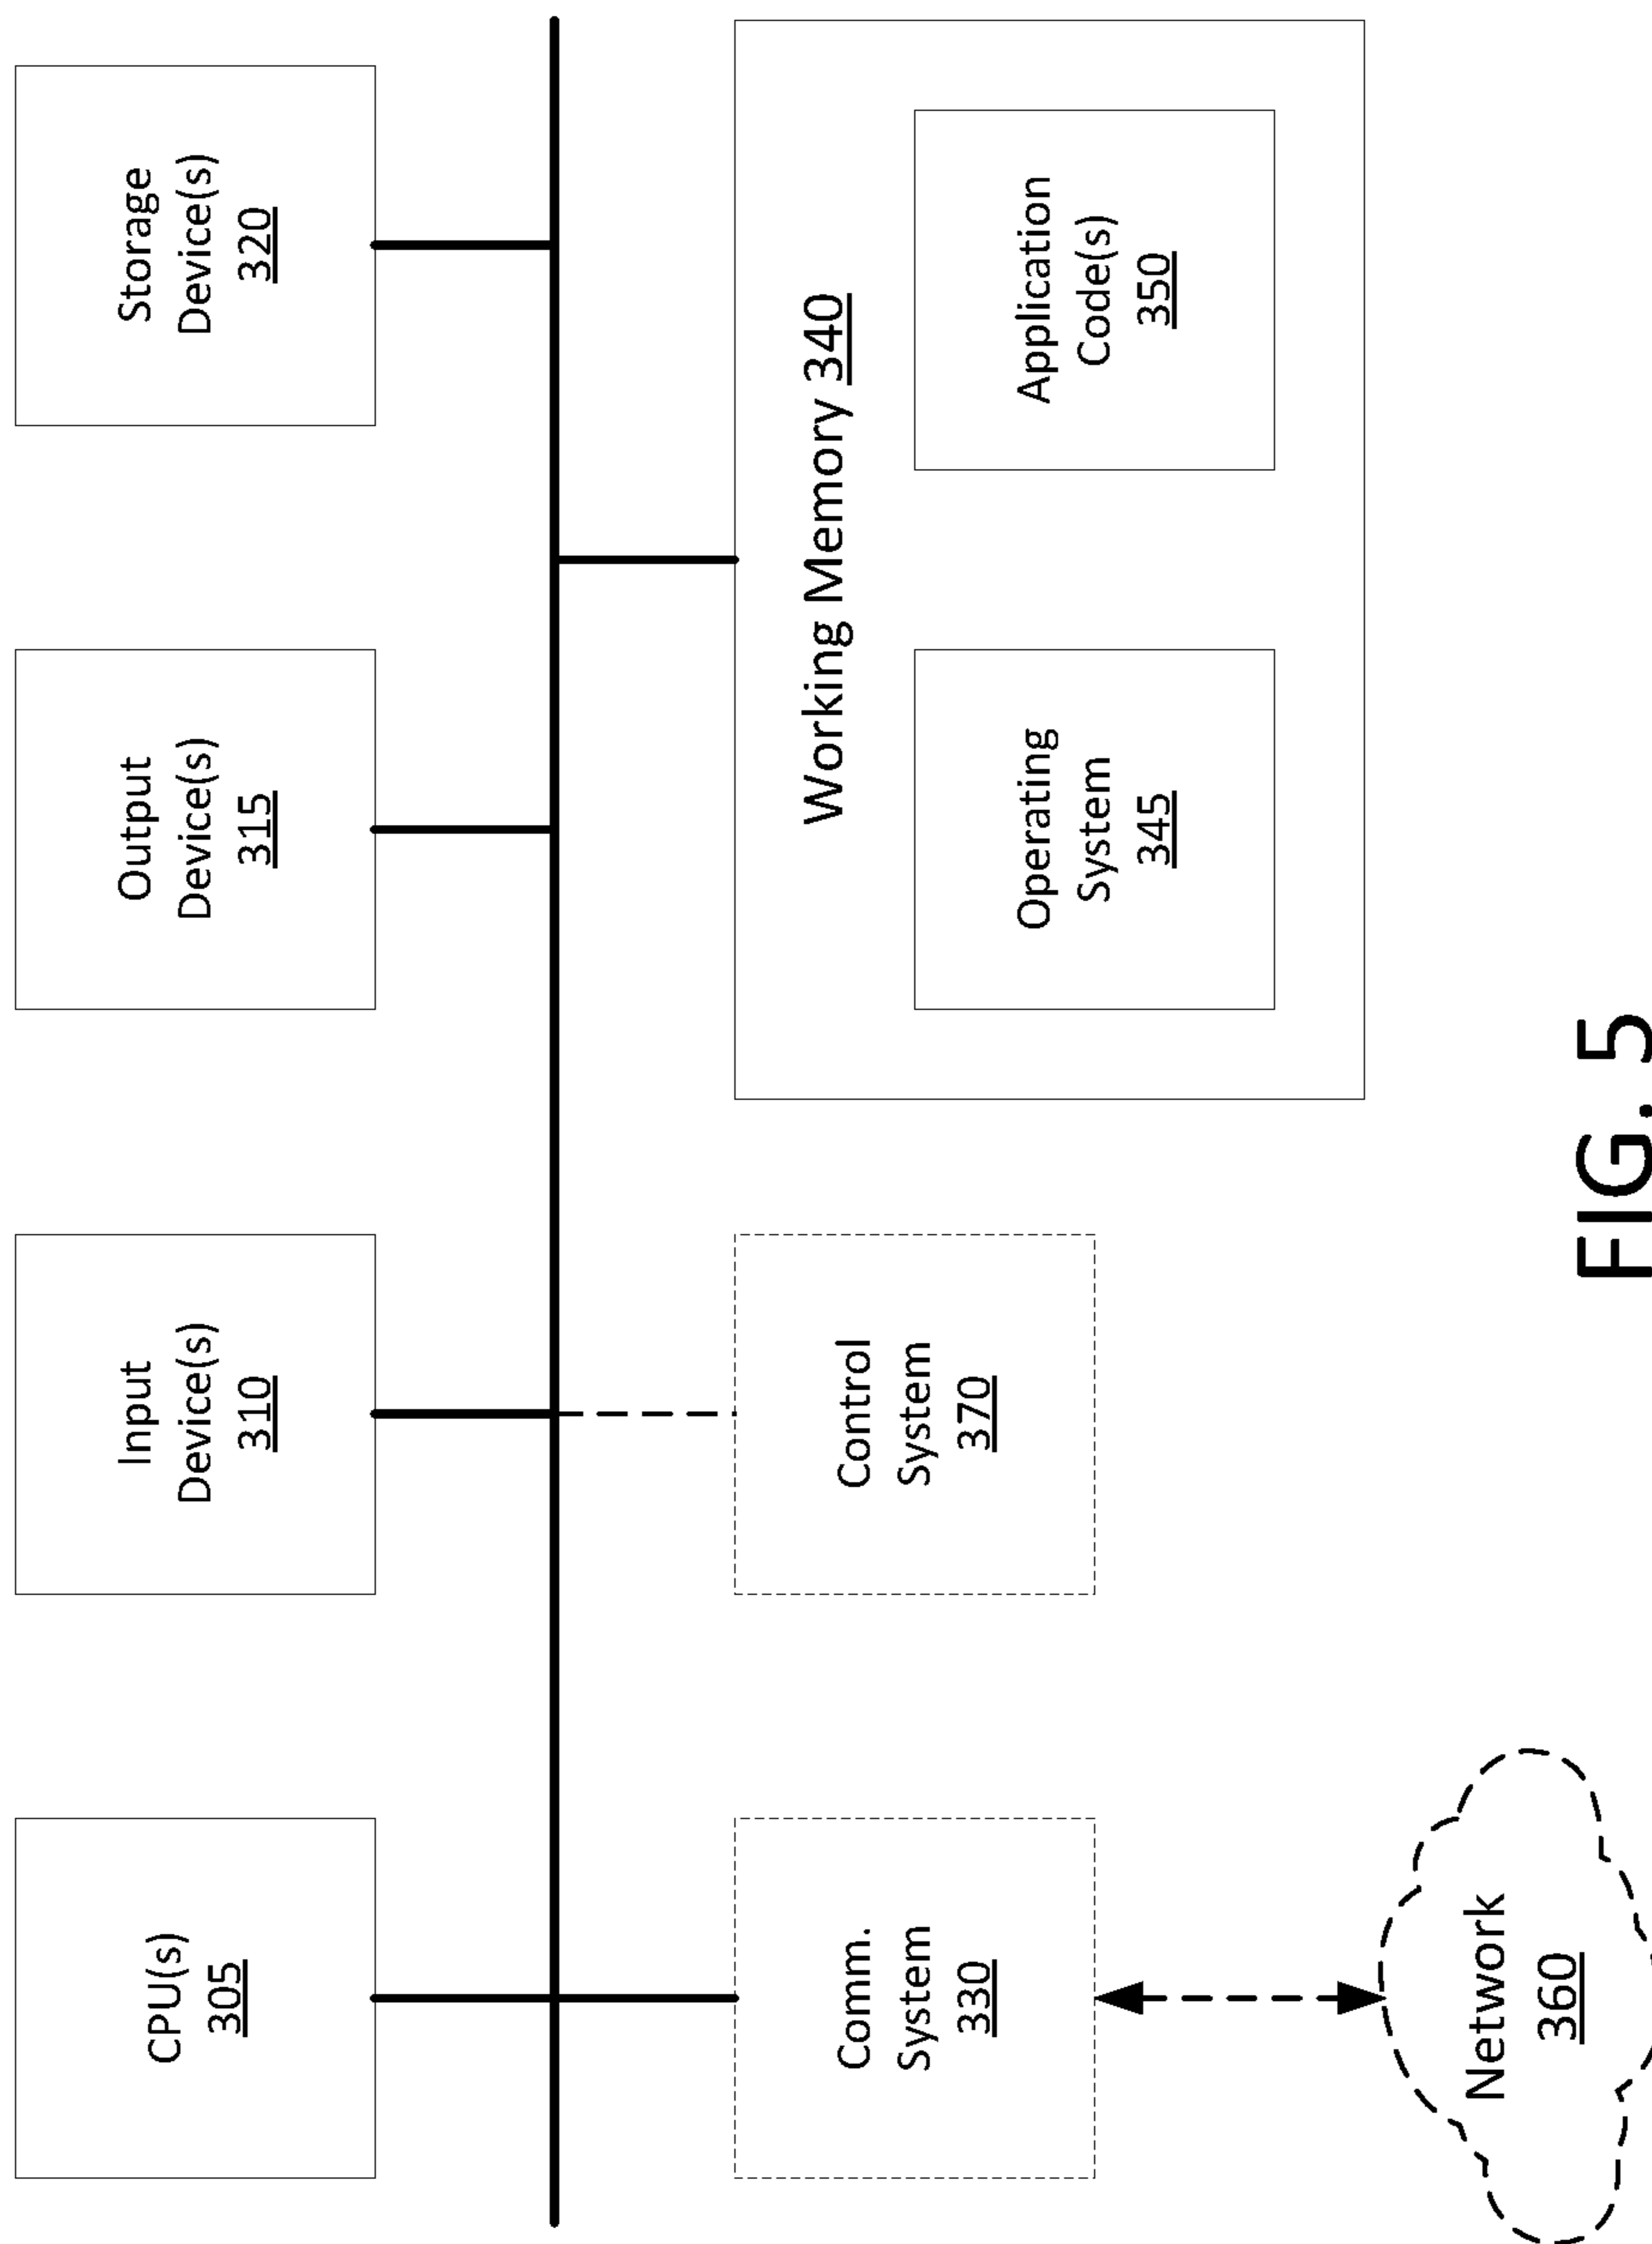 CPU(s)
305
Input
Device(s)
310
Output
Device(s)
315
Storage
Device(s)
320
Comm.
System
330
Control
System
370
Working Memory 340
Operating
System
345
Application
Code(s)
350
Network
360
FIG. 5